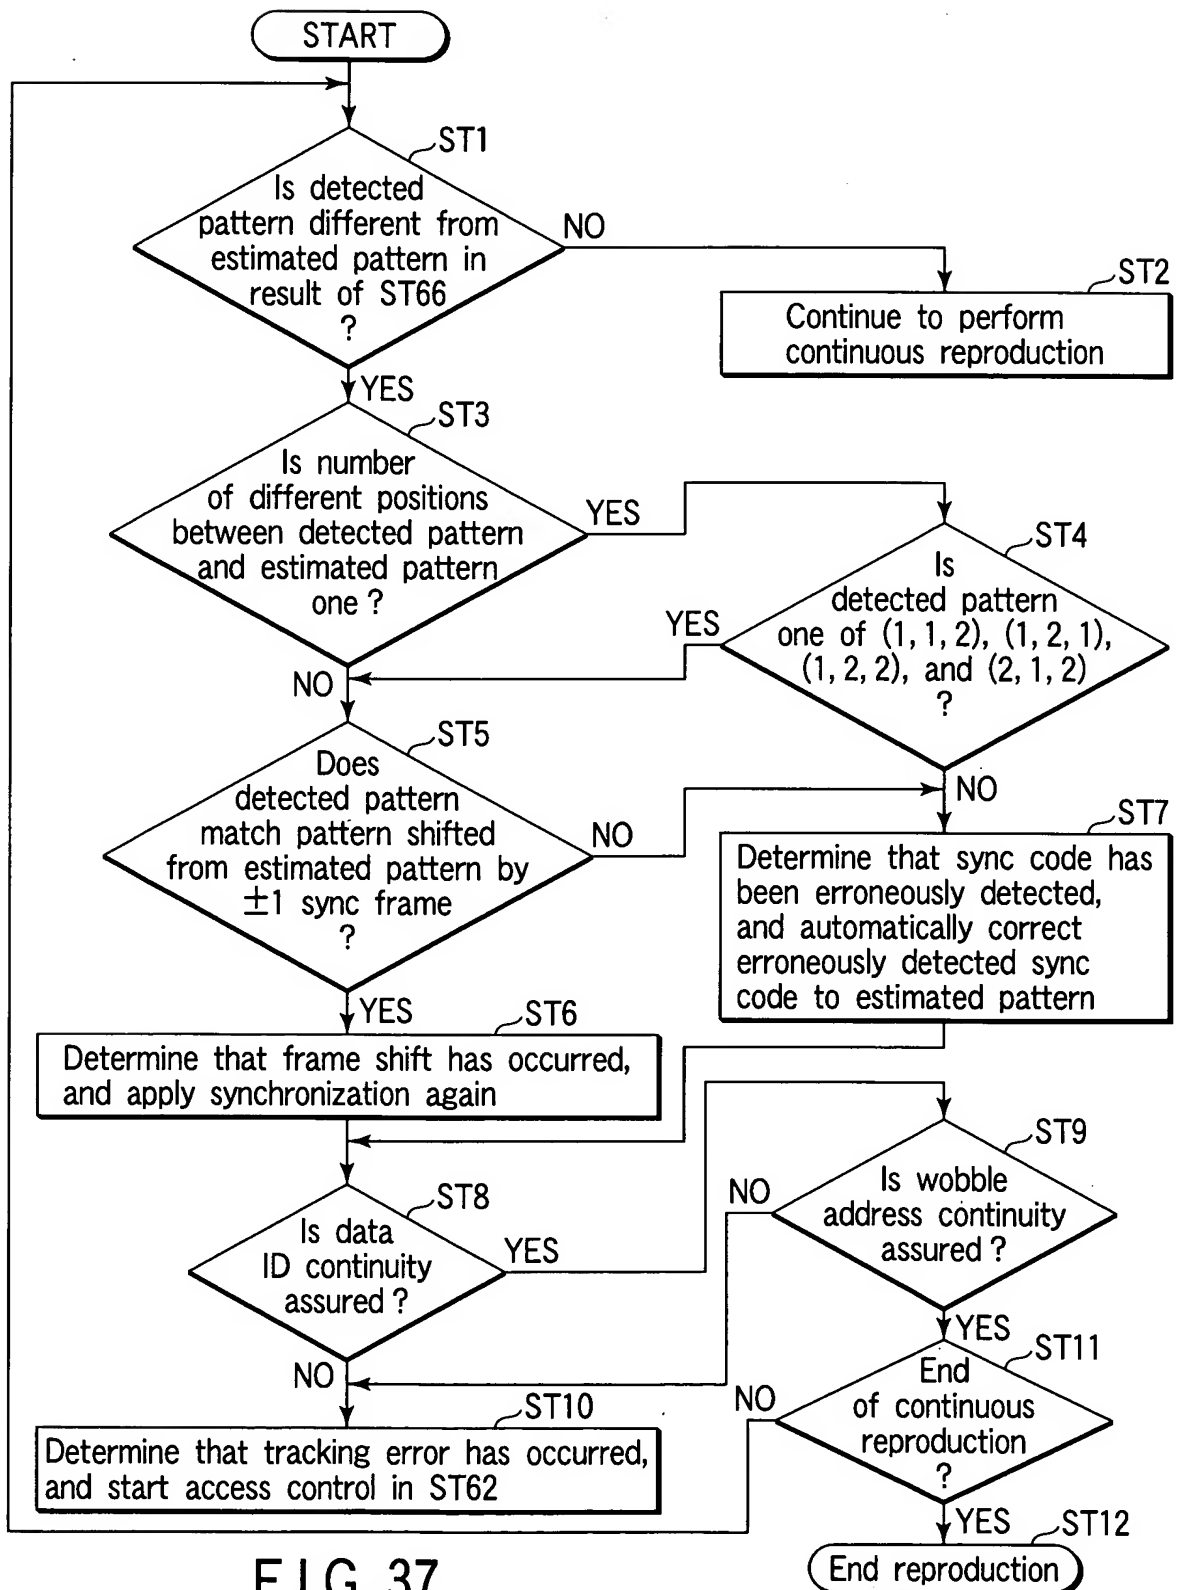 START
ST1
Is detected
pattern different from
estimated pattern in
result of ST66
?
NO
ST2
Continue to perform
continuous reproduction
YES
ST3
Is number
of different positions
between detected pattern
and estimated pattern
one ?
YES
ST4
Is
detected pattern
one of (1, 1, 2), (1, 2, 1),
(1, 2, 2), and (2, 1, 2)
?
YES
NO
NO
ST5
Does
detected pattern
match pattern shifted
from estimated pattern by
±1 sync frame
?
NO
ST7
Determine that sync code has
been erroneously detected,
and automatically correct
erroneously detected sync
code to estimated pattern
YES
ST6
Determine that frame shift has occurred,
and apply synchronization again
ST8
Is data
ID continuity
assured ?
YES
ST9
Is wobble
address continuity
assured ?
NO
YES
NO
ST10
Determine that tracking error has occurred,
and start access control in ST62
ST11
End
of continuous
reproduction
?
NO
YES
ST12
End reproduction
FIG. 37